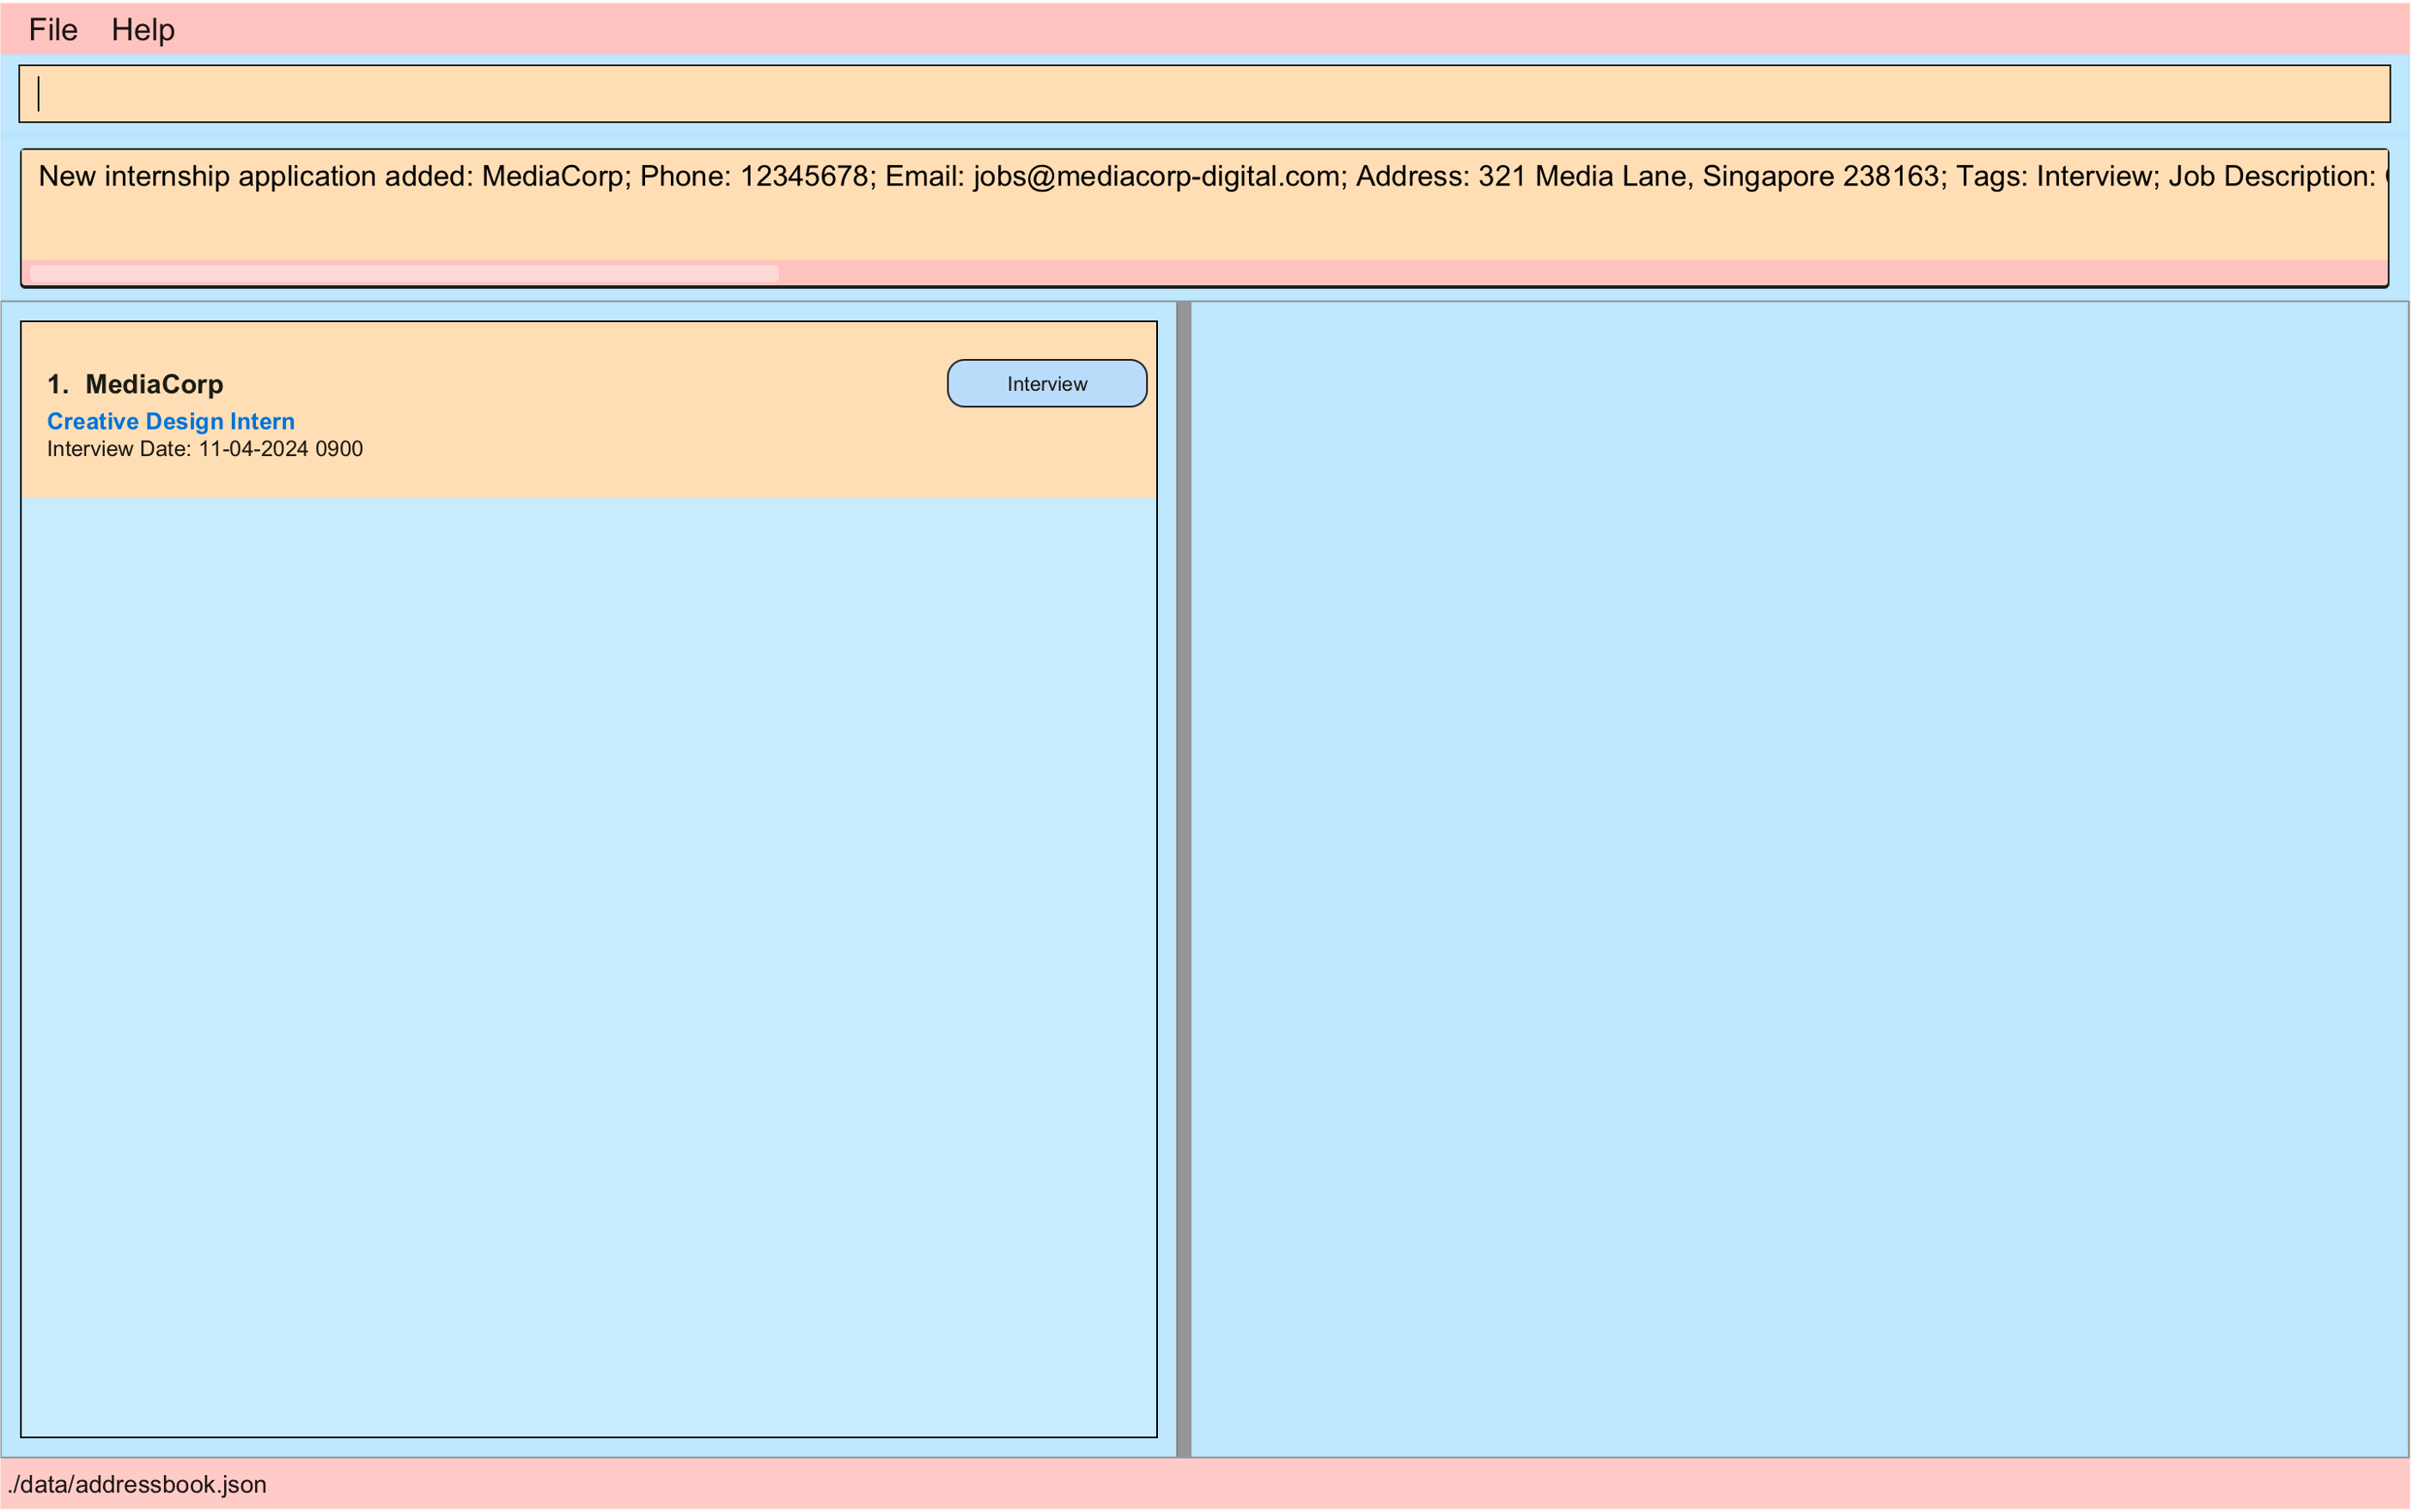 File Help
New internship application added: MediaCorp; Phone: 12345678; Email: jobs@mediacorp-digital.com; Address: 321 Media Lane, Singapore 238163; Tags: Interview; Job Description:
1. MediaCorp
Interview
Creative Design Intern
Interview Date: 11-04-2024 0900
./data/addressbook.json